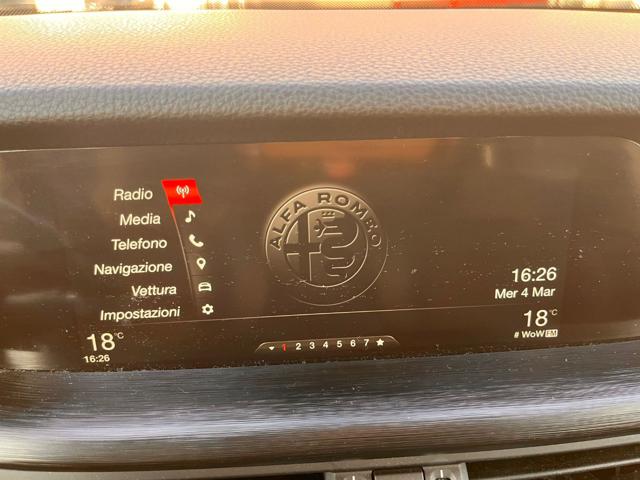 Radio
Media
Telefono
Navigazione
Vettura
Impostazioni
ALFA ROMEO
16:26
Mer 4 Mar
18°C
16:26
1 2 3 4 5 6 7
18°C
# WoW FM